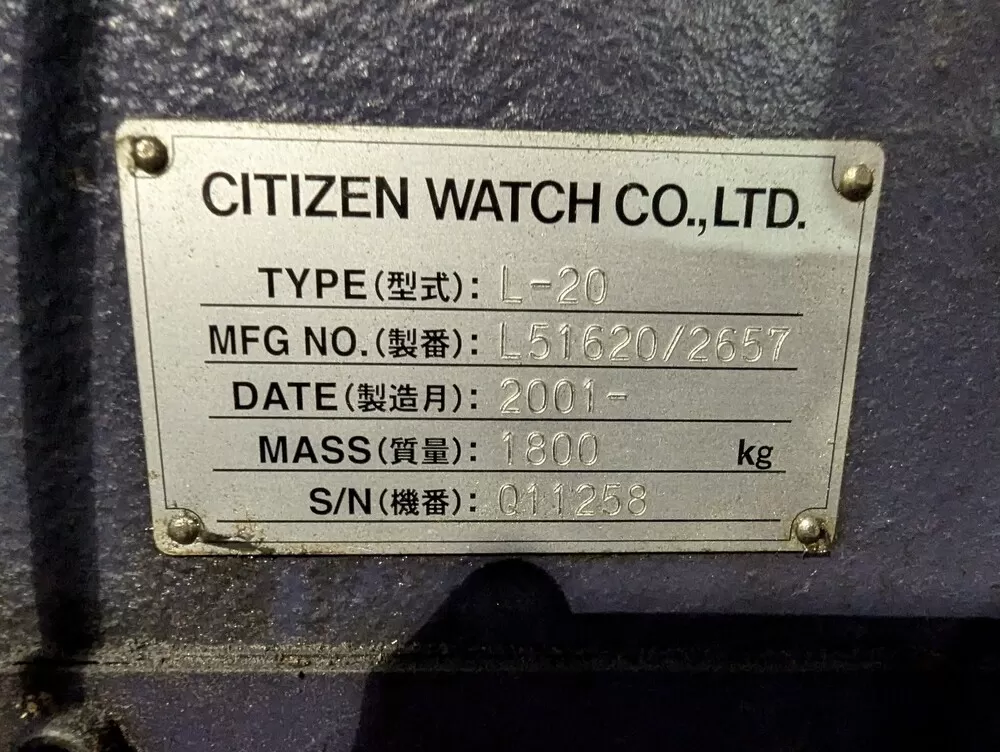 CITIZEN WATCH CO.,LTD.
TYPE(型式): L-20
MFG NO.(製番): L51620/2657
DATE(製造月): 2001-
MASS(質量): 1800 kg
S/N(機番): Q11258